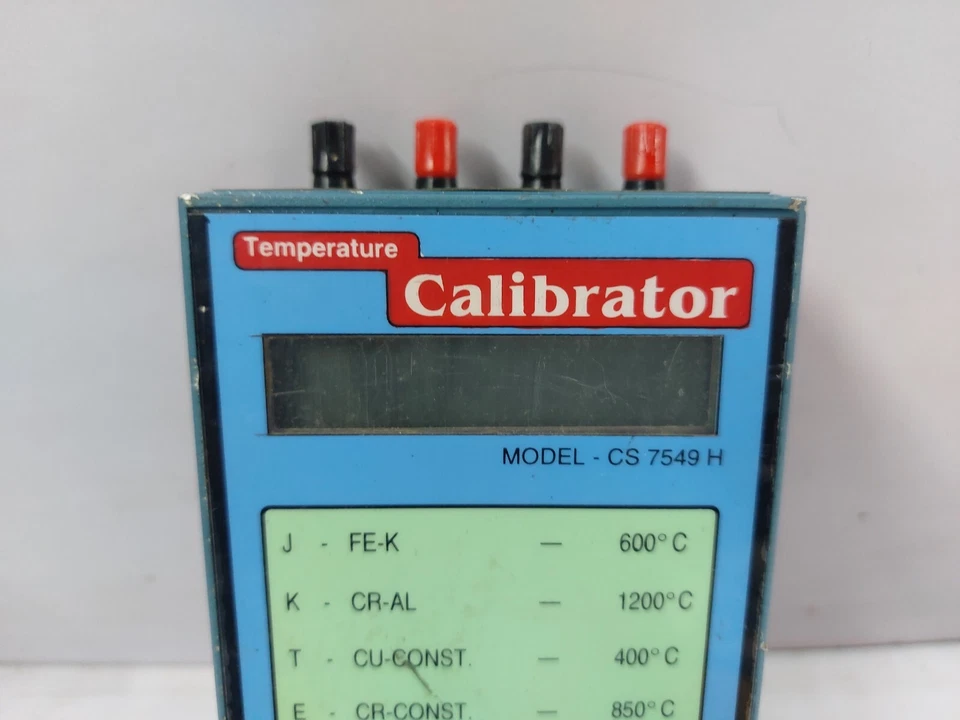 Temperature
Calibrator
MODEL - CS 7549 H
J - FE-K — 600°C
K - CR-AL — 1200°C
T - CU-CONST. — 400°C
E - CR-CONST. — 850°C